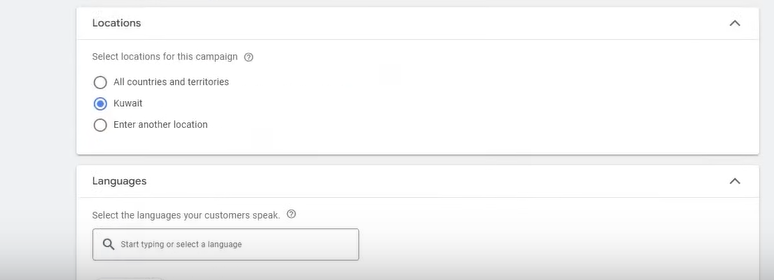 Locations
Select locations for this campaign
All countries and territories
Kuwait
Enter another location
Languages
Select the languages your customers speak.
Start typing or select a language